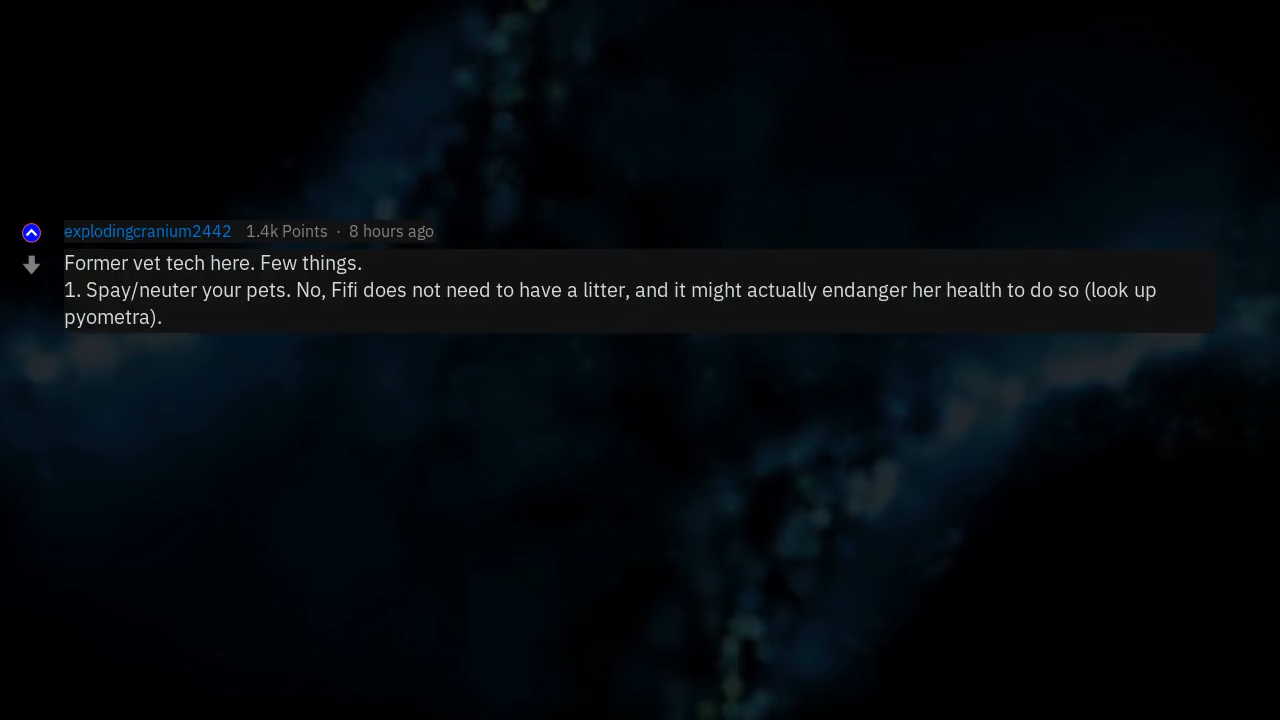 explodingcranium2442 1.4k Points · 8 hours ago
Former vet tech here. Few things.
1. Spay/neuter your pets. No, Fifi does not need to have a litter, and it might actually endanger her health to do so (look up
pyometra).